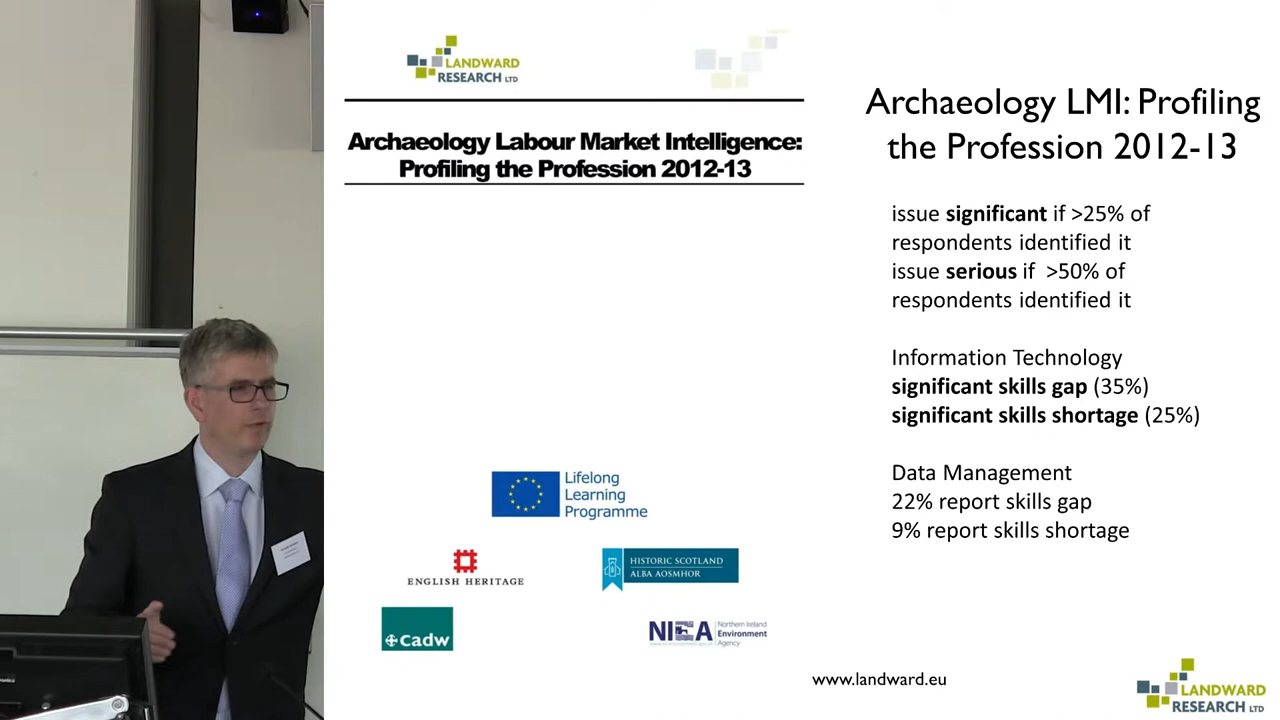 LANDWARD
RESEARCH LTD
Archaeology Labour Market Intelligence:
Profiling the Profession 2012-13
Lifelong
Learning
Programme
ENGLISH HERITAGE
HISTORIC SCOTLAND
ALBA AOSMHOR
Cadw
NIEA
Northern Ireland
Environment
Agency
Archaeology LMI: Profiling
the Profession 2012-13
issue significant if >25% of
respondents identified it
issue serious if >50% of
respondents identified it
Information Technology
significant skills gap (35%)
significant skills shortage (25%)
Data Management
22% report skills gap
9% report skills shortage
www.landward.eu
LANDWARD
RESEARCH LTD